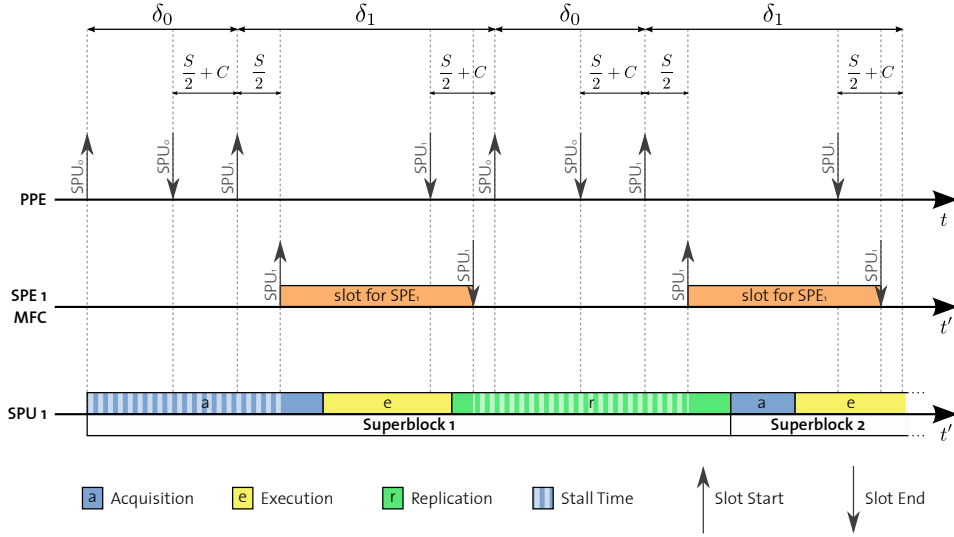 δ₀ δ₁ δ₀ δ₁
S/2 + C S/2 S/2 + C S/2 + C S/2 S/2 + C
SPU₀ SPU₀ SPU₁ SPU₁ SPU₀ SPU₀ SPU₁ SPU₁
PPE
t
SPU₁ SPU₁ SPU₁ SPU₁
slot for SPE₁ slot for SPE₁
SPE 1
MFC
t′
a e r a e
SPU 1
Superblock 1 Superblock 2
t′
a Acquisition e Execution r Replication Stall Time Slot Start Slot End